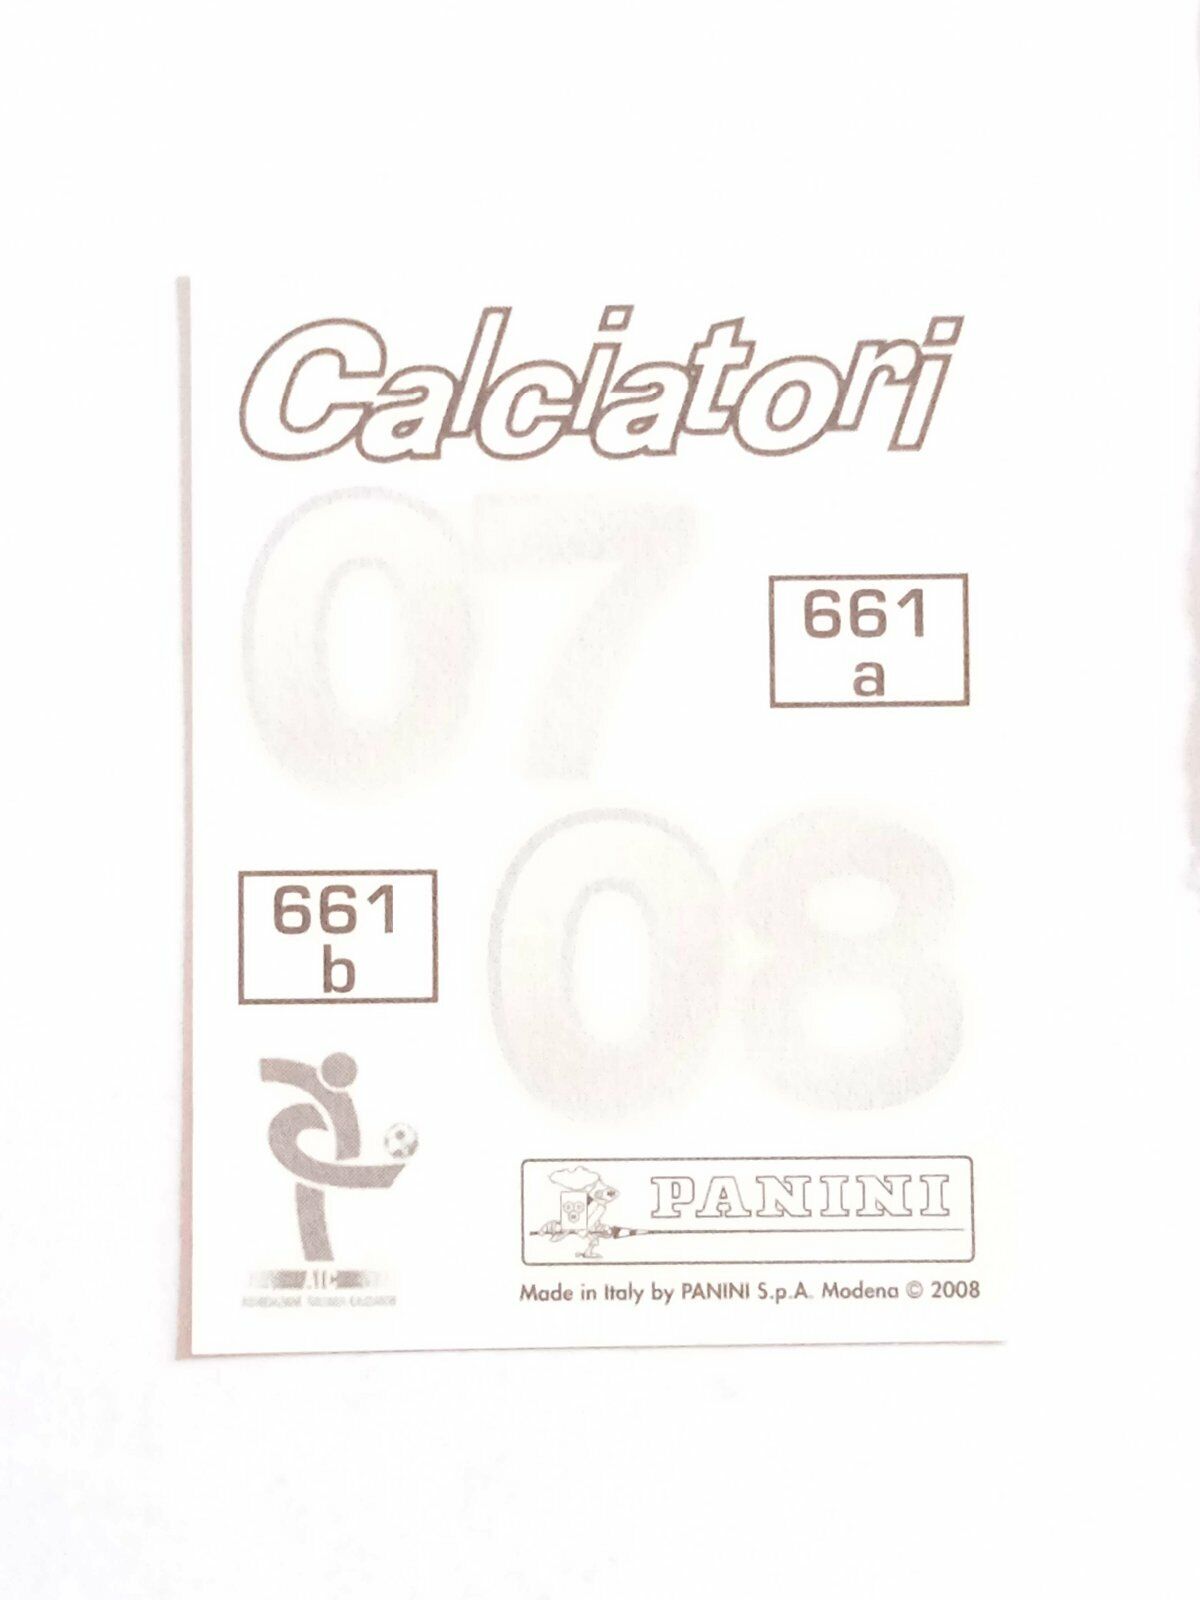 Calciatori
07
661
a
08
661
b
PANINI
Made in Italy by PANINI S.p.A. Modena © 2008